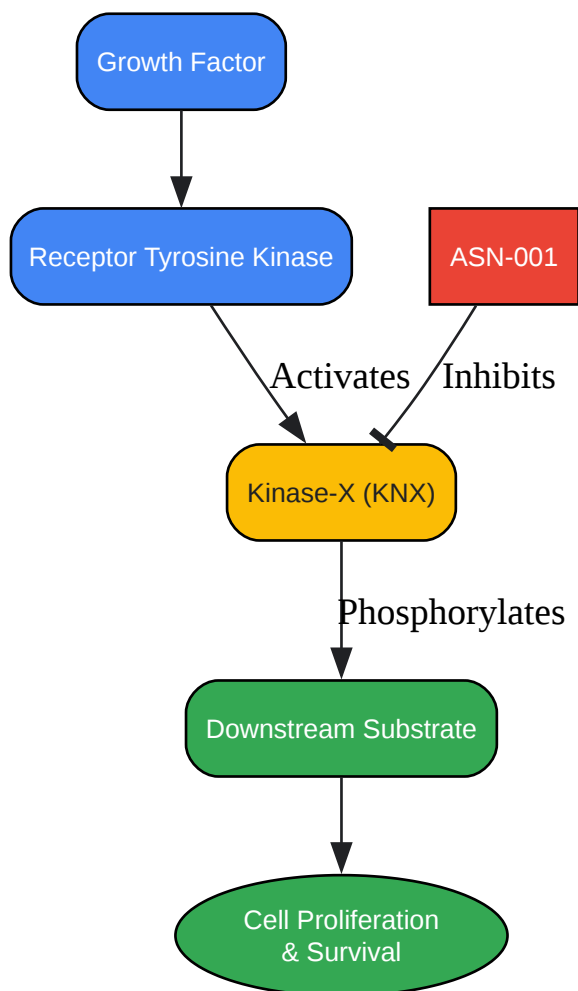 Growth Factor
Receptor Tyrosine Kinase
ASN-001
Activates
Inhibits
Kinase-X (KNX)
Phosphorylates
Downstream Substrate
Cell Proliferation
& Survival